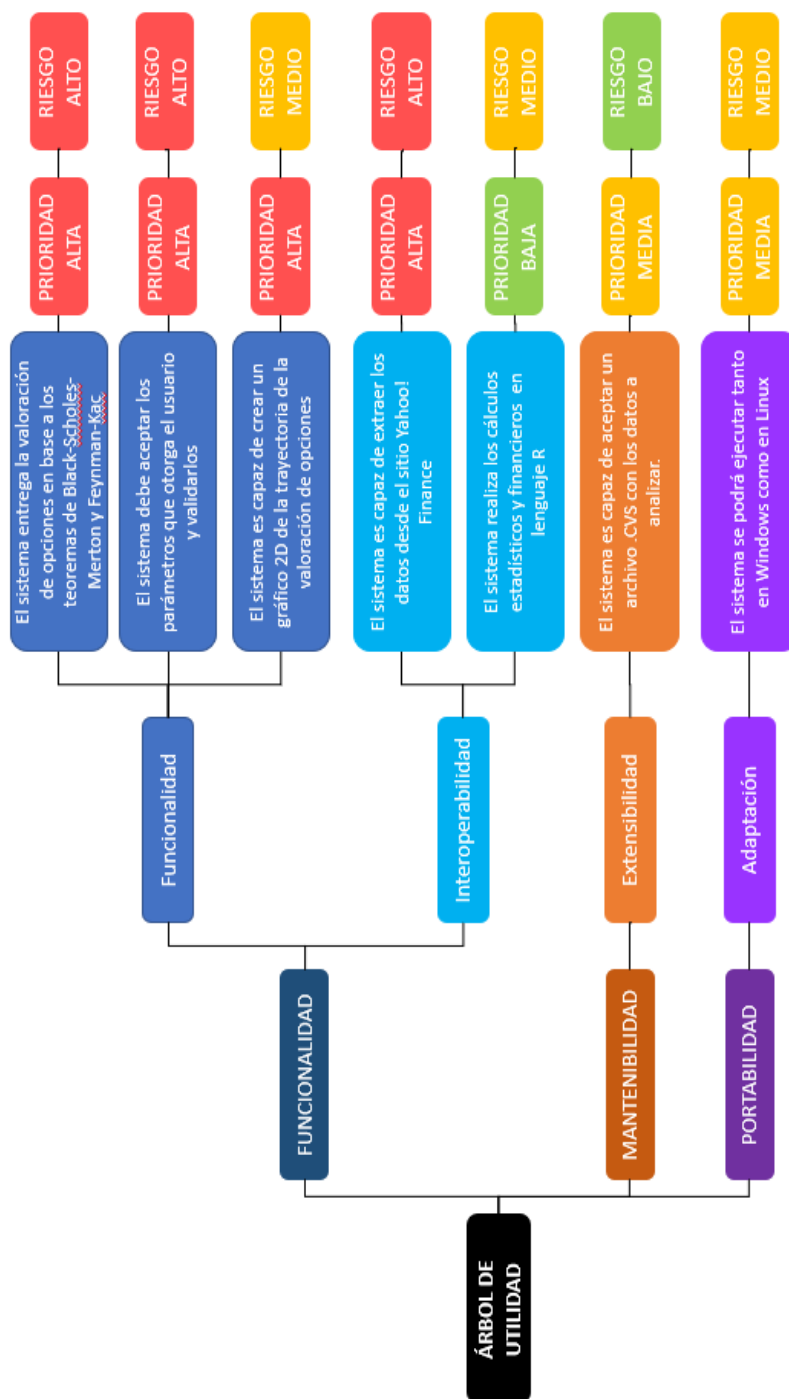 ÁRBOL DE
UTILIDAD
FUNCIONALIDAD
Funcionalidad
El sistema entrega la valoración
de opciones en base a los
teoremas de Black-Scholes-
Merton y Feynman-Kac.
PRIORIDAD
ALTA
RIESGO
ALTO
El sistema debe aceptar los
parámetros que otorga el usuario
y validarlos
PRIORIDAD
ALTA
RIESGO
ALTO
El sistema es capaz de crear un
gráfico 2D de la trayectoria de la
valoración de opciones
PRIORIDAD
ALTA
RIESGO
MEDIO
Interoperabilidad
El sistema es capaz de extraer los
datos desde el sitio Yahoo!
Finance
PRIORIDAD
ALTA
RIESGO
ALTO
El sistema realiza los cálculos
estadísticos y financieros en
lenguaje R
PRIORIDAD
BAJA
RIESGO
MEDIO
MANTENIBILIDAD
Extensibilidad
El sistema es capaz de aceptar un
archivo .CVS con los datos a
analizar.
PRIORIDAD
MEDIA
RIESGO
BAJO
PORTABILIDAD
Adaptación
El sistema se podrá ejecutar tanto
en Windows como en Linux
PRIORIDAD
MEDIA
RIESGO
MEDIO